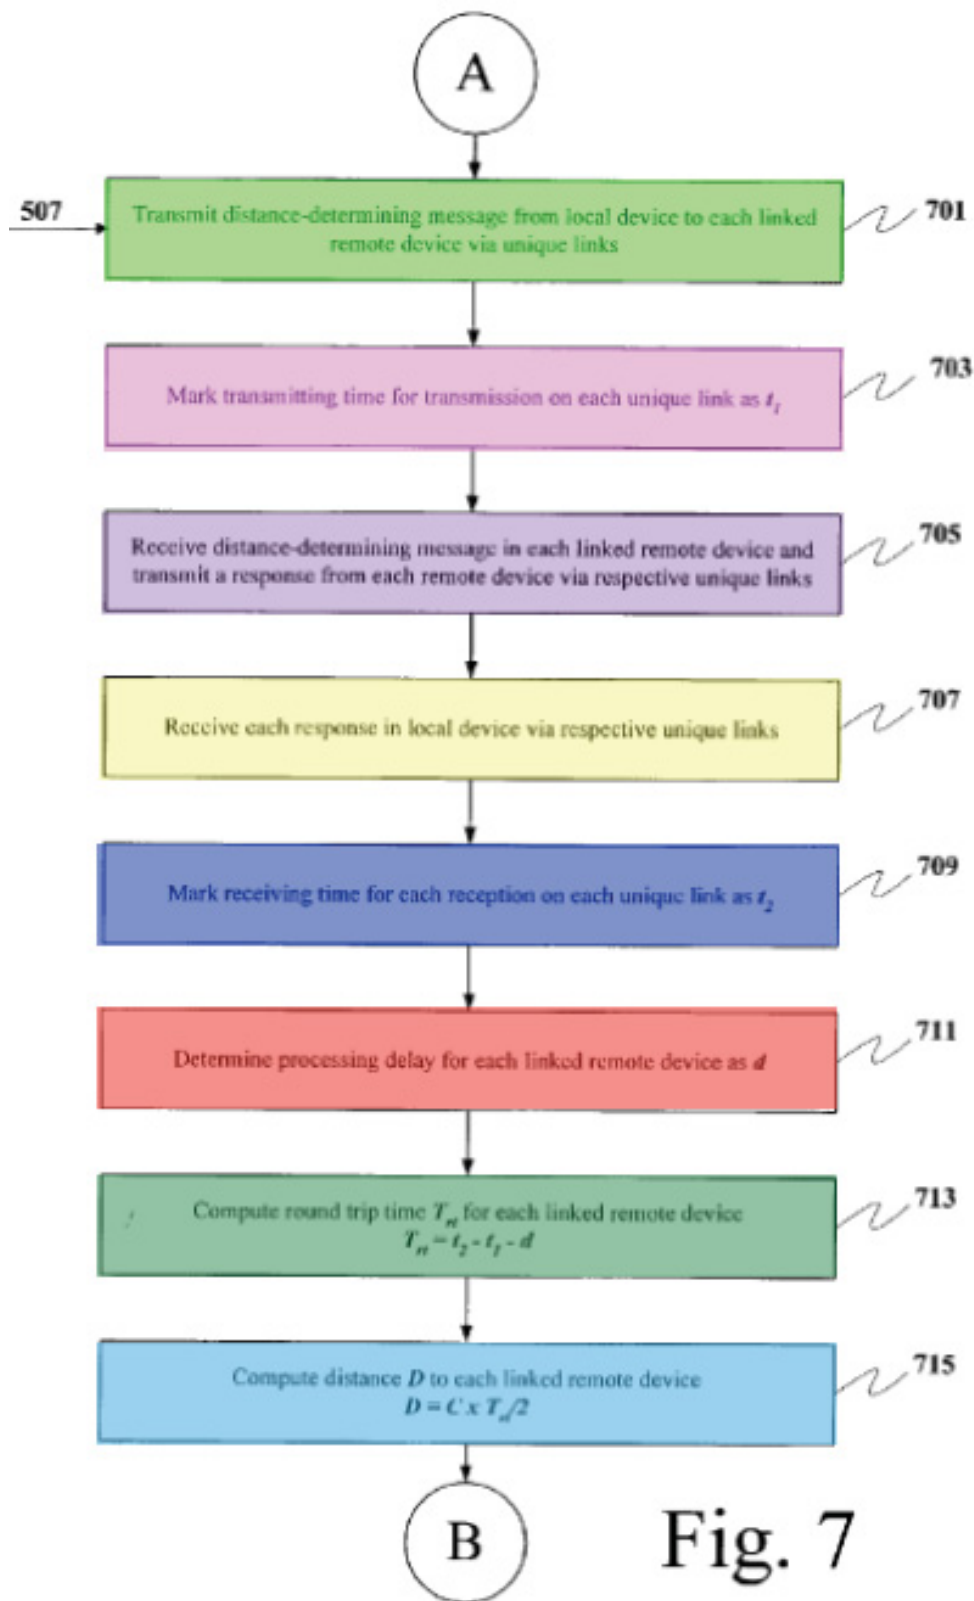 A
507
Transmit distance-determining message from local device to each linked
remote device via unique links
701
Mark transmitting time for transmission on each unique link as t₁
703
Receive distance-determining message in each linked remote device and
transmit a response from each remote device via respective unique links
705
Receive each response in local device via respective unique links
707
Mark receiving time for each reception on each unique link as t₂
709
Determine processing delay for each linked remote device as d
711
Compute round trip time Tᵣₜ for each linked remote device
Tᵣₜ = t₂ - t₁ - d
713
Compute distance D to each linked remote device
D = C x Tᵣₜ/2
715
B
Fig. 7